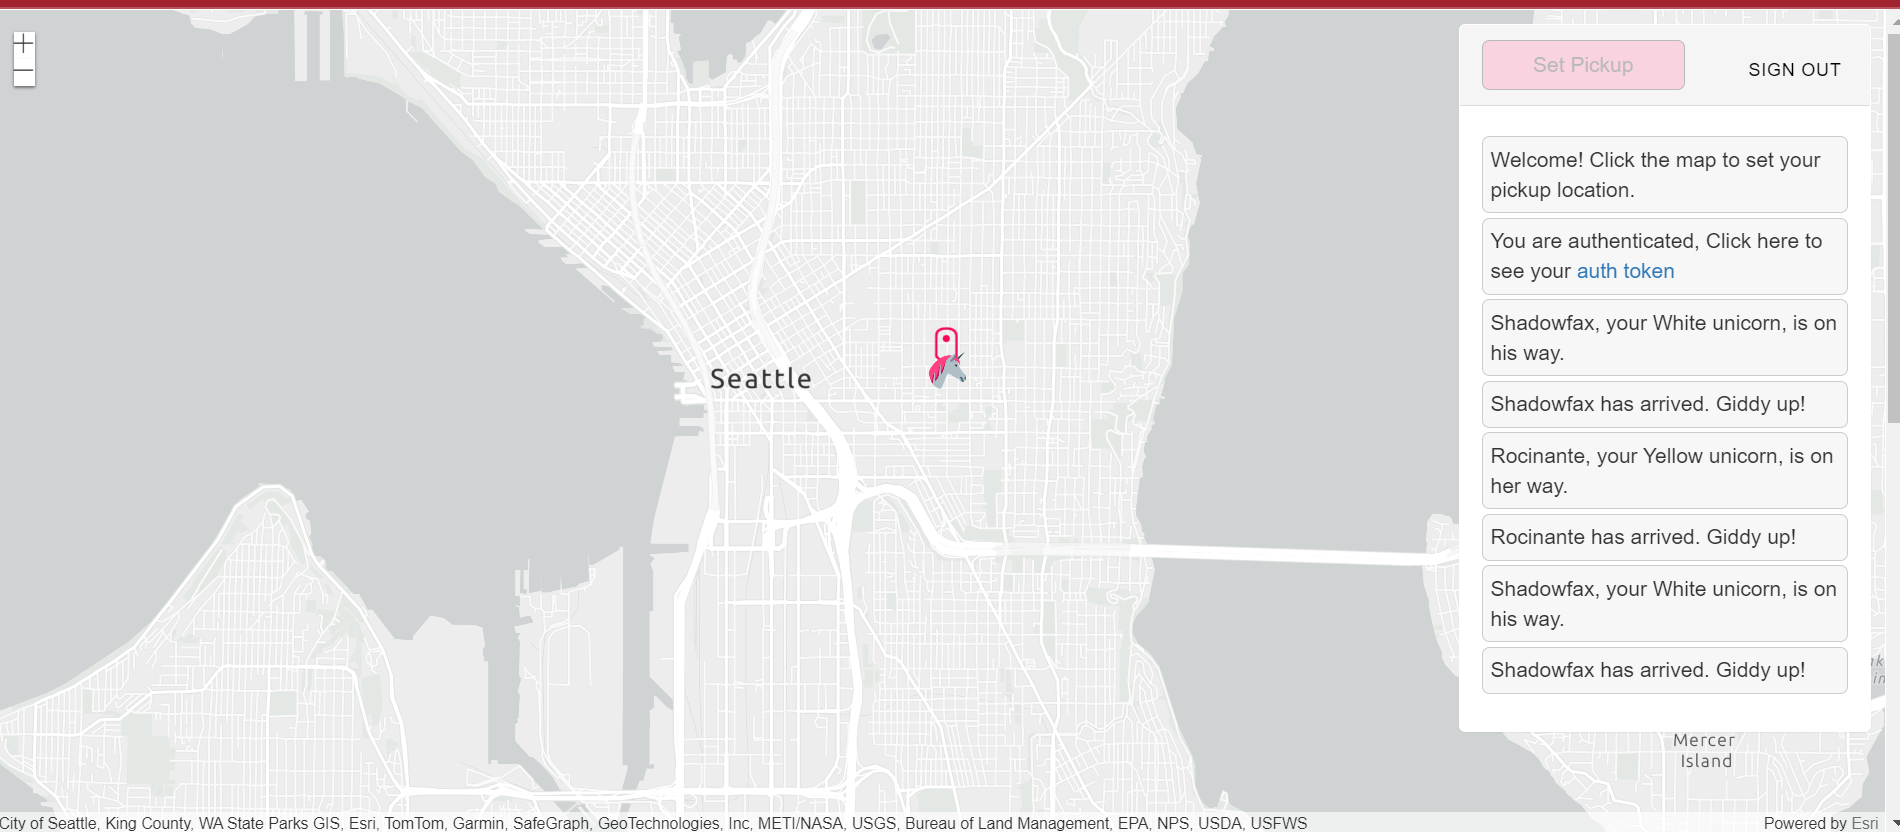 +
−
Set Pickup
SIGN OUT
Welcome! Click the map to set your
pickup location.
You are authenticated, Click here to
see your auth token
Shadowfax, your White unicorn, is on
his way.
Shadowfax has arrived. Giddy up!
Rocinante, your Yellow unicorn, is on
her way.
Rocinante has arrived. Giddy up!
Shadowfax, your White unicorn, is on
his way.
Shadowfax has arrived. Giddy up!
Seattle
Mercer
Island
City of Seattle, King County, WA State Parks GIS, Esri, TomTom, Garmin, SafeGraph, GeoTechnologies, Inc, METI/NASA, USGS, Bureau of Land Management, EPA, NPS, USDA, USFWS
Powered by Esri